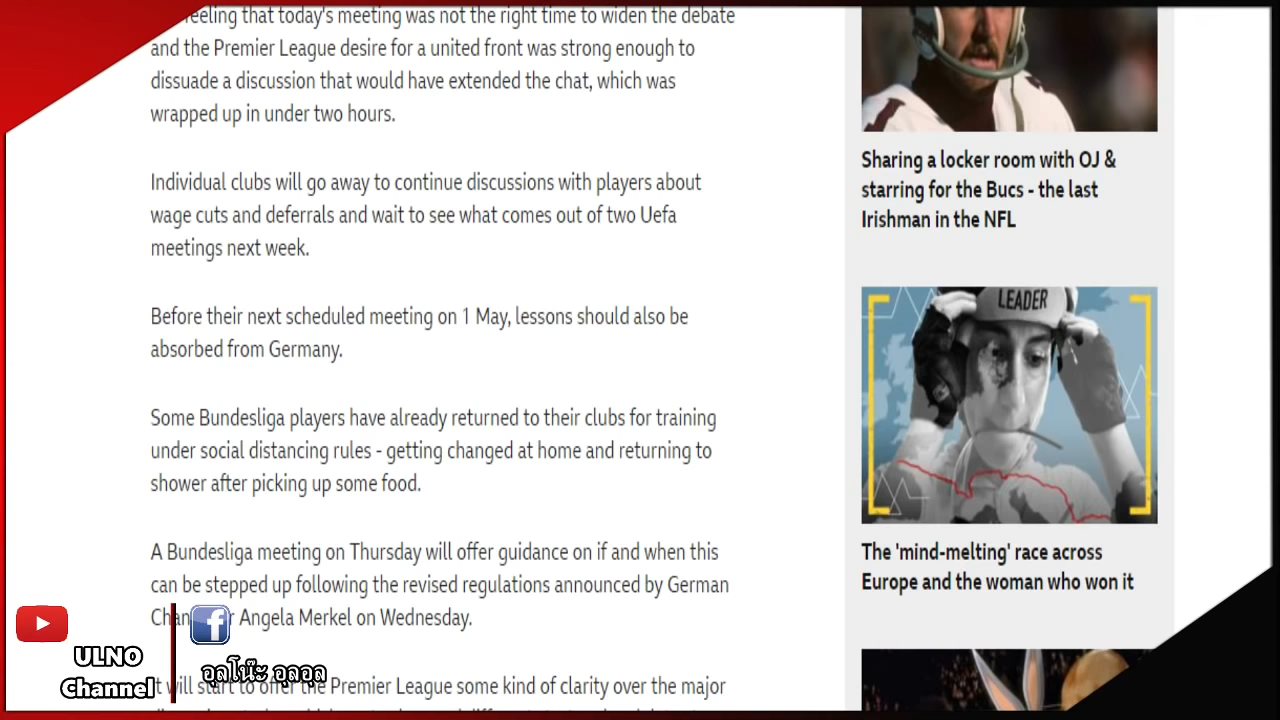 feeling that today's meeting was not the right time to widen the debate
and the Premier League desire for a united front was strong enough to
dissuade a discussion that would have extended the chat, which was
wrapped up in under two hours.
Individual clubs will go away to continue discussions with players about
wage cuts and deferrals and wait to see what comes out of two Uefa
meetings next week.
Before their next scheduled meeting on 1 May, lessons should also be
absorbed from Germany.
Some Bundesliga players have already returned to their clubs for training
under social distancing rules - getting changed at home and returning to
shower after picking up some food.
A Bundesliga meeting on Thursday will offer guidance on if and when this
can be stepped up following the revised regulations announced by German
Angela Merkel on Wednesday.
will start to offer the Premier League some kind of clarity over the major
Sharing a locker room with OJ &
starring for the Bucs - the last
Irishman in the NFL
LEADER
The 'mind-melting' race across
Europe and the woman who won it
ULNO
Channel
f
อุลโน๊ะ อุลอุล